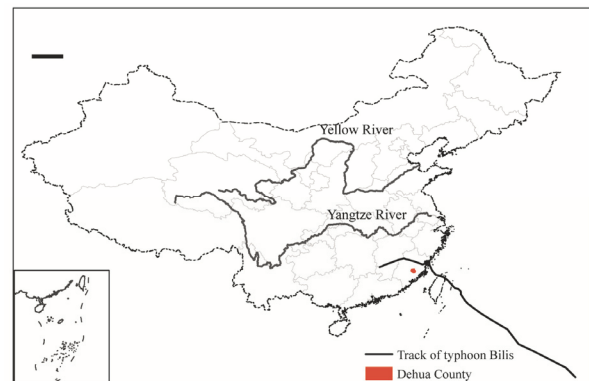 Yellow River
Yangtze River
Track of typhoon Bilis
Dehua County